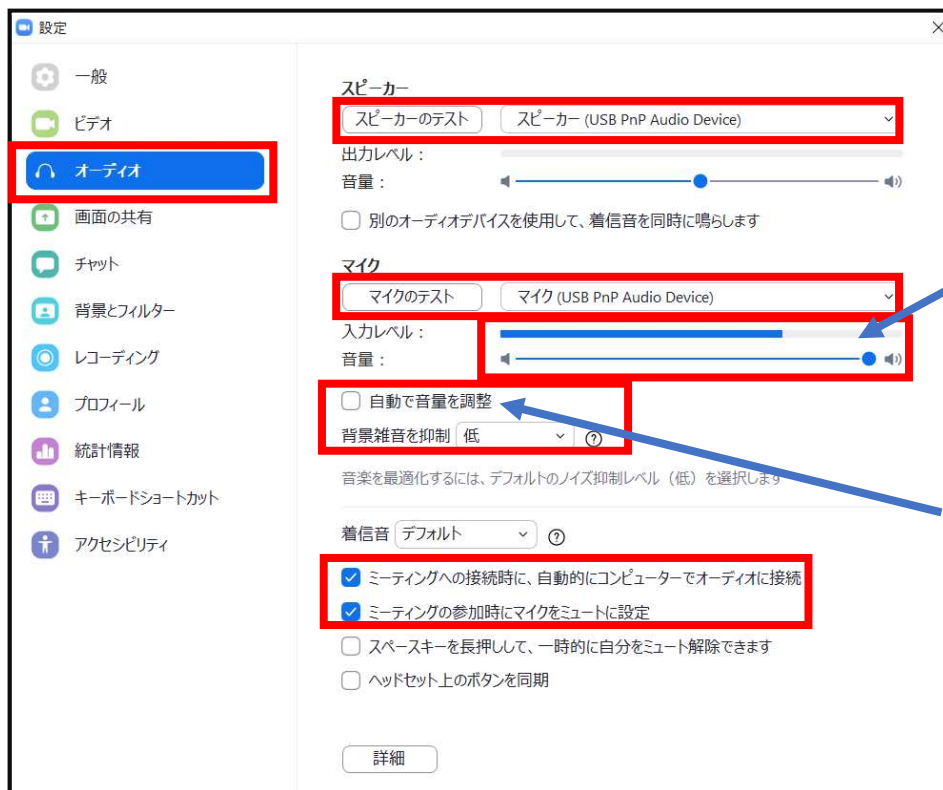 設定
一般
ビデオ
オーディオ
画面の共有
チャット
背景とフィルター
レコーディング
プロフィール
統計情報
キーボードショートカット
アクセシビリティ
スピーカー
スピーカーのテスト スピーカー (USB PnP Audio Device)
出力レベル：
音量：
別のオーディオデバイスを使用して、着信音を同時に鳴らします
マイク
マイクのテスト マイク (USB PnP Audio Device)
入力レベル：
音量：
自動で音量を調整
背景雑音を抑制 低
音楽を最適化するには、デフォルトのノイズ抑制レベル（低）を選択します
着信音 デフォルト
ミーティングへの接続時に、自動的にコンピューターでオーディオに接続
ミーティングの参加時にマイクをミュートに設定
スペースキーを長押しして、一時的に自分をミュート解除できます
ヘッドセット上のボタンを同期
詳細